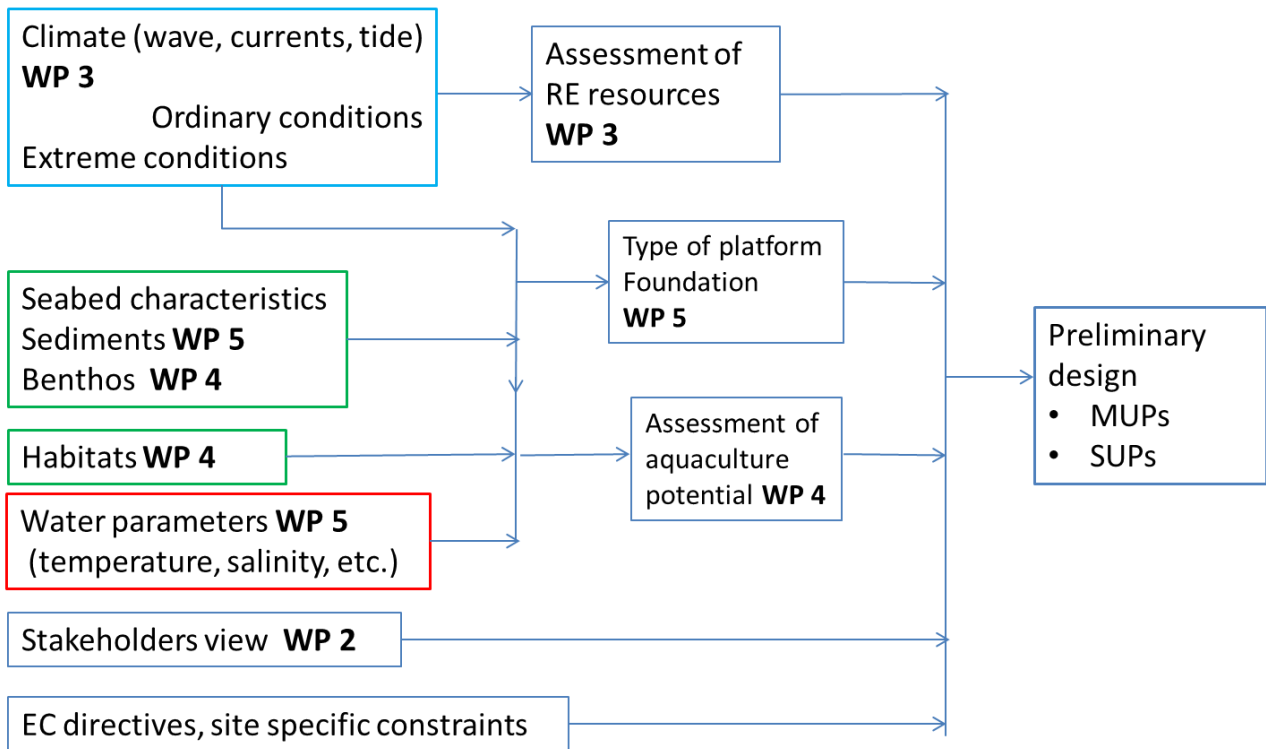 Climate (wave, currents, tide)
WP 3
Ordinary conditions
Extreme conditions
Assessment of
RE resources
WP 3
Type of platform
Foundation
WP 5
Seabed characteristics
Sediments WP 5
Benthos WP 4
Preliminary
design
• MUPs
• SUPs
Assessment of
aquaculture
potential WP 4
Habitats WP 4
Water parameters WP 5
(temperature, salinity, etc.)
Stakeholders view WP 2
EC directives, site specific constraints